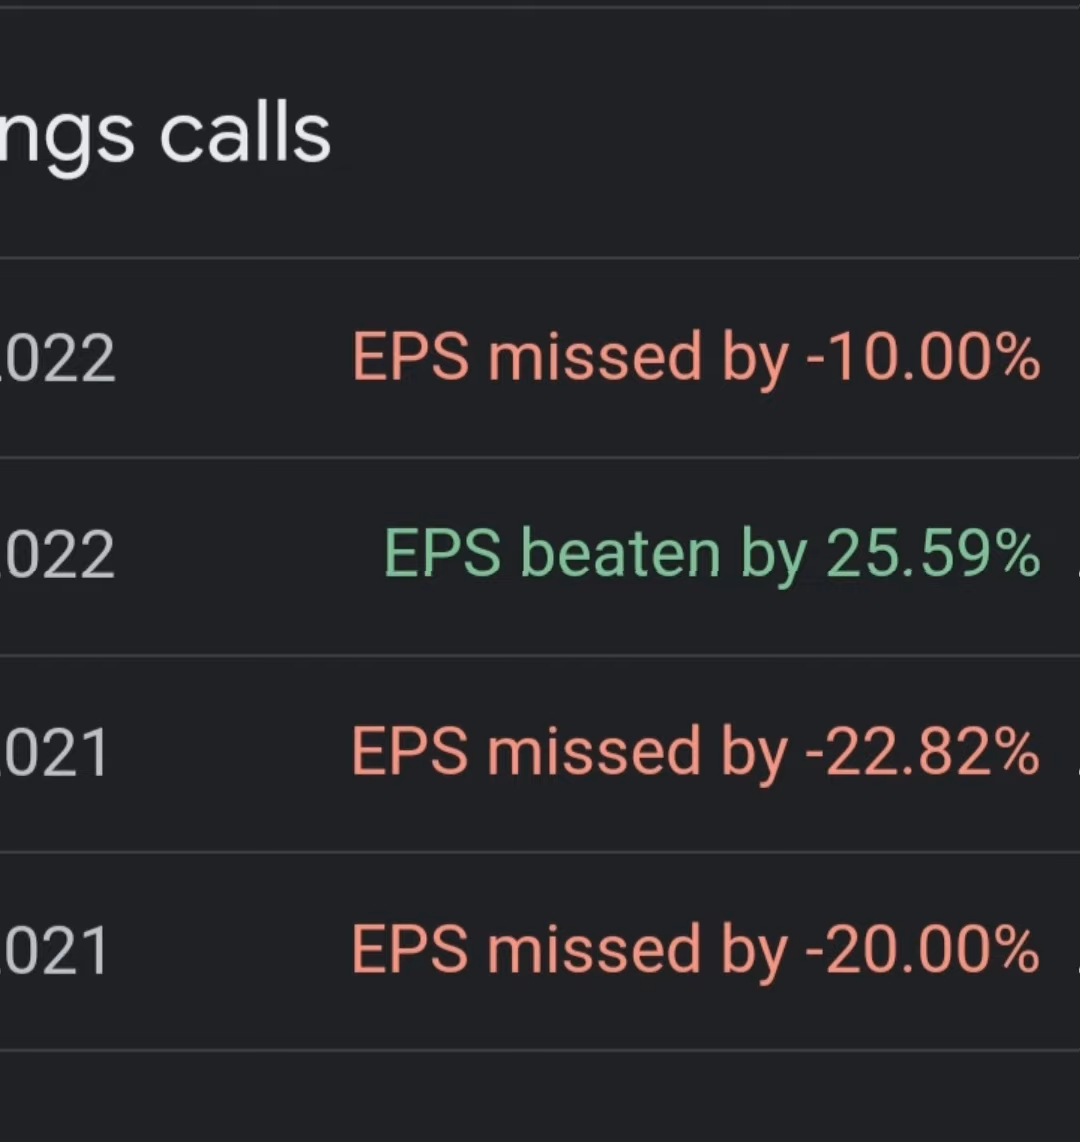 ngs calls
022 EPS missed by -10.00%
022 EPS beaten by 25.59%
021 EPS missed by -22.82%
021 EPS missed by -20.00%